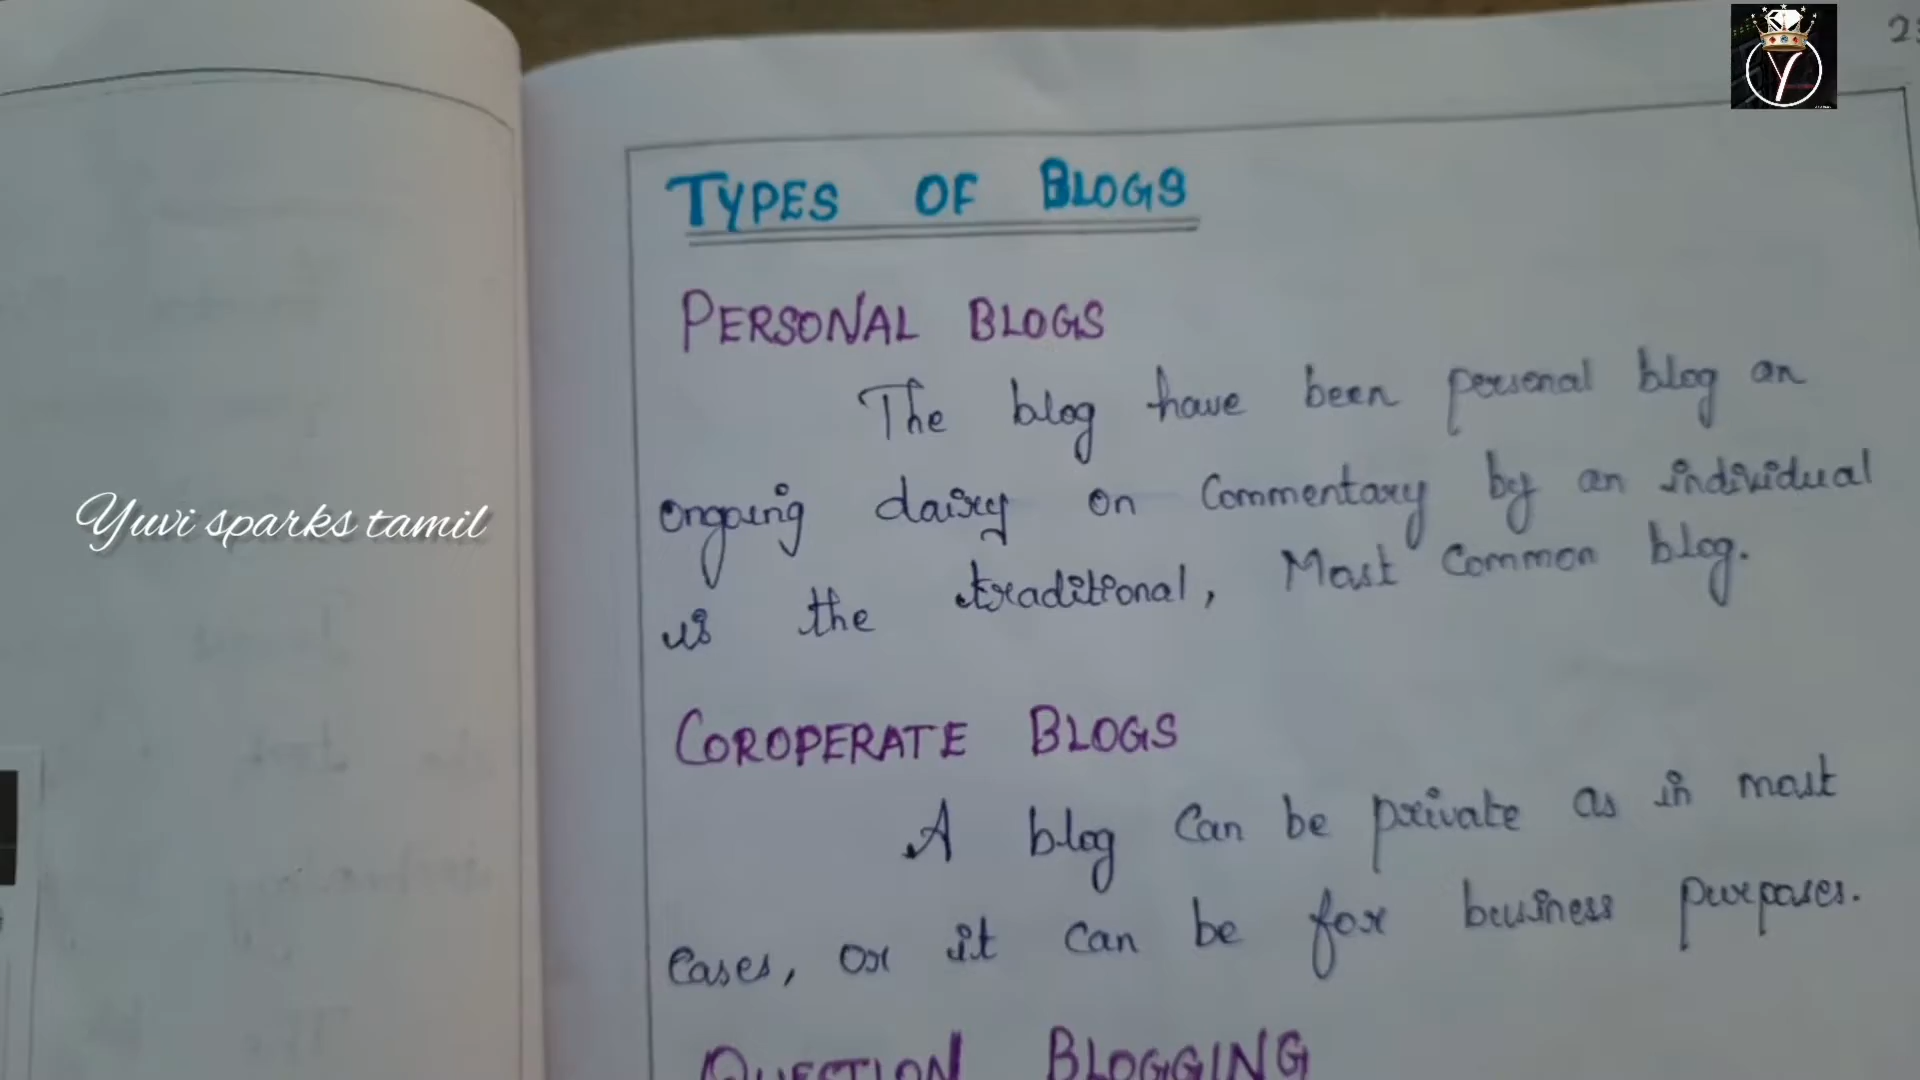 TYPES OF BLOGS
PERSONAL BLOGS
The blog have been personal blog an
ongoing dairy on commentary by an individual
is the traditional, Most common blog.
COROPERATE BLOGS
A blog can be private as in most
cases, or it can be for business purposes.
QUESTION BLOGGING
Yuvi sparks tamil
Y